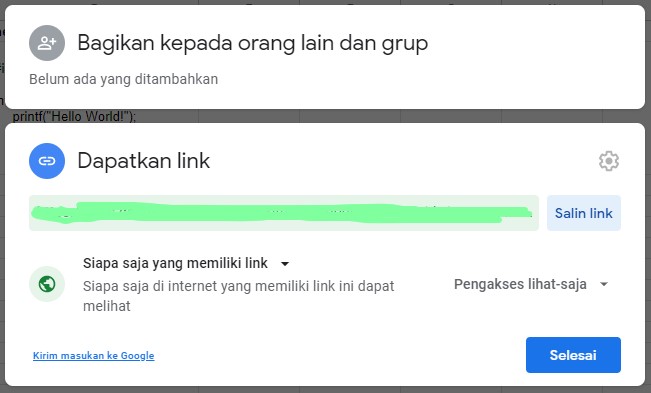 Bagikan kepada orang lain dan grup
Belum ada yang ditambahkan
printf("Hello World!");
Dapatkan link
Salin link
Siapa saja yang memiliki link
Siapa saja di internet yang memiliki link ini dapat
melihat
Pengakses lihat-saja
Kirim masukan ke Google
Selesai